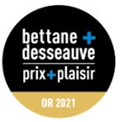 bettane +
desseauve
prix+plaisir
OR 2021